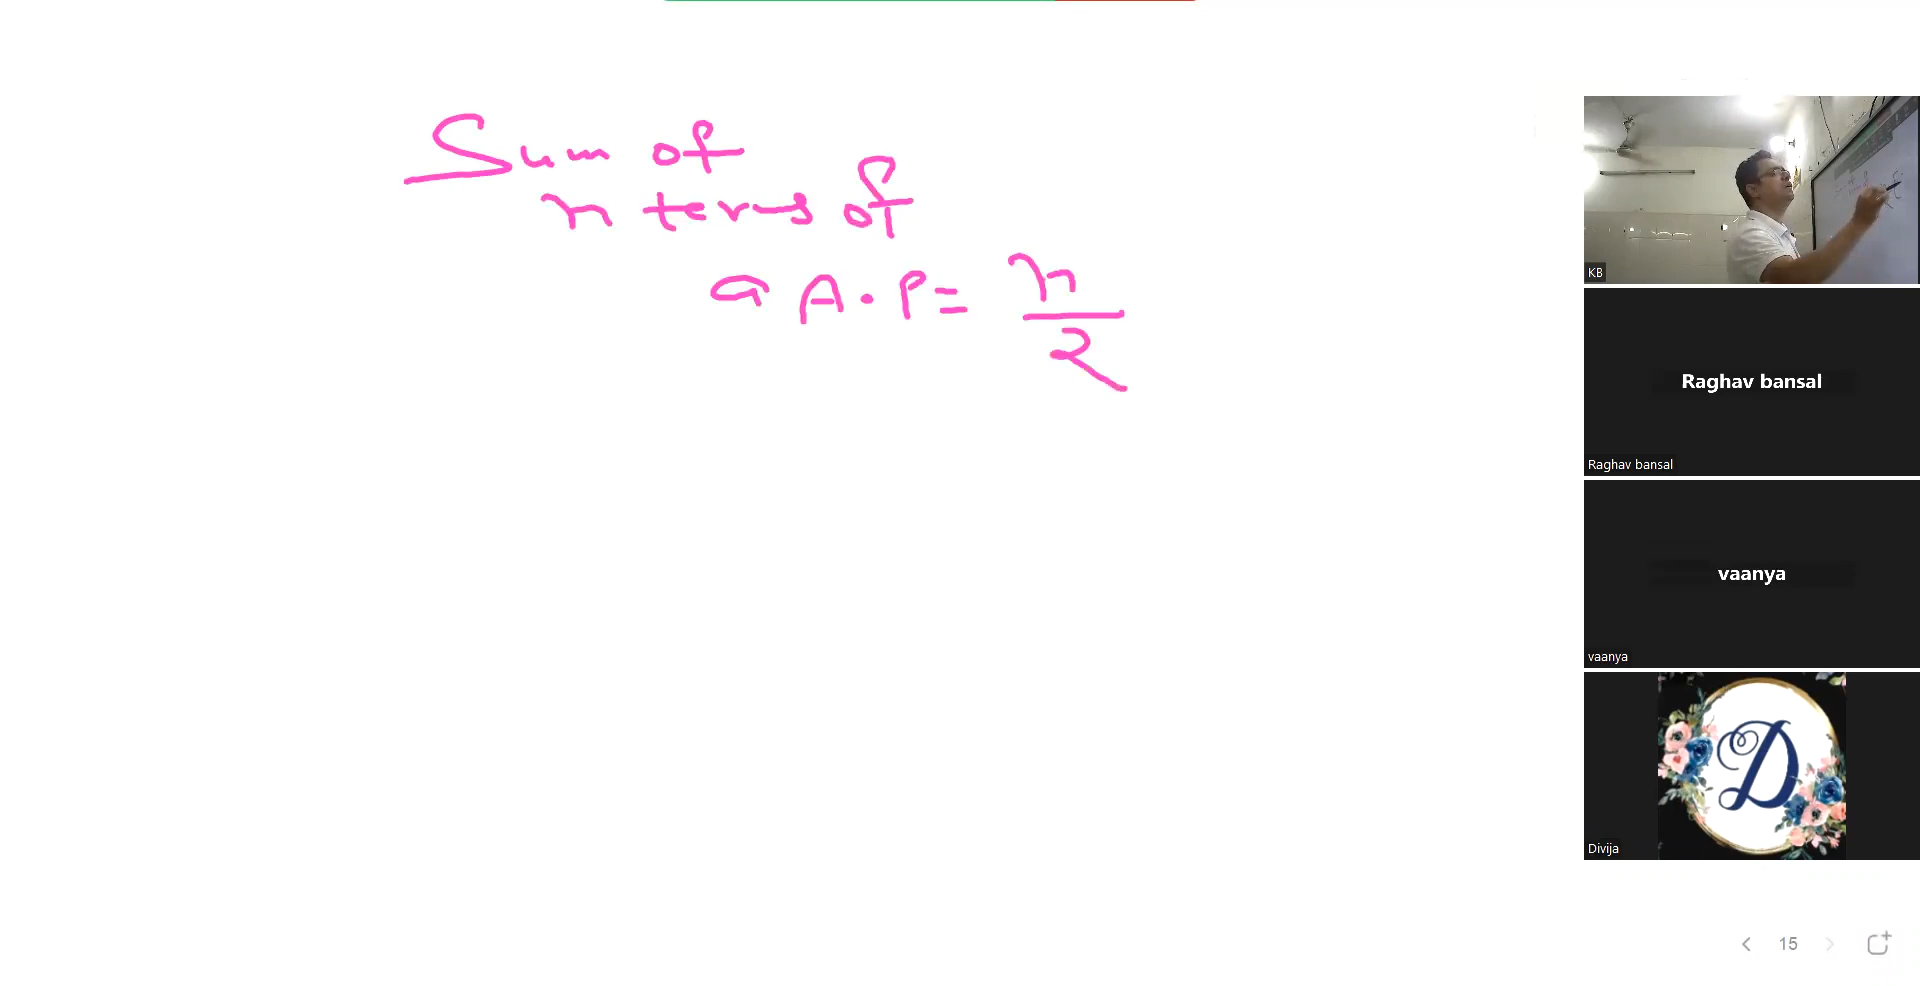 Sum of
n terms of
a A.P = n/2
KB
Raghav bansal
Raghav bansal
vaanya
vaanya
D
Divija
15